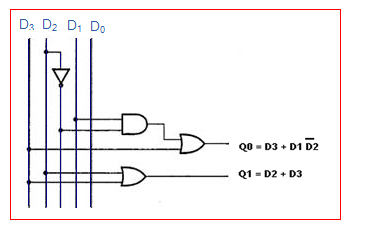 D₃ D₂ D₁ D₀
Q0 = D3 + D1 D̅2̅
Q1 = D2 + D3